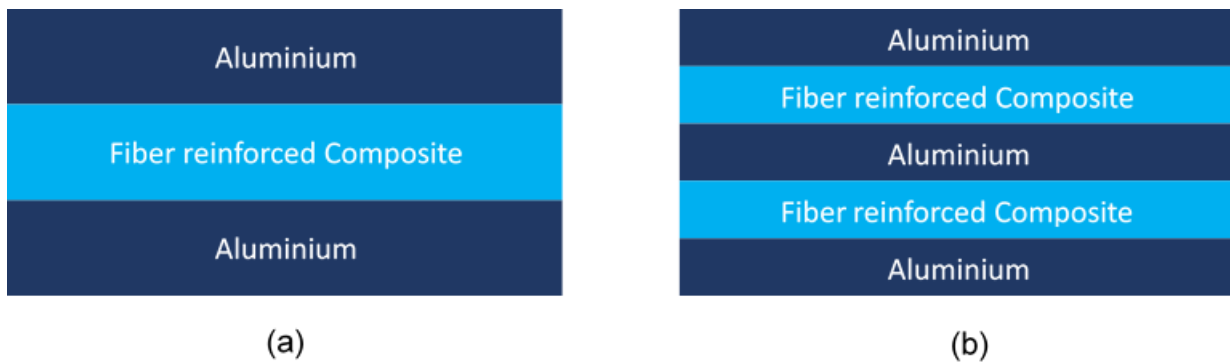 Aluminium
Fiber reinforced Composite
Aluminium
(a)
Aluminium
Fiber reinforced Composite
Aluminium
Fiber reinforced Composite
Aluminium
(b)